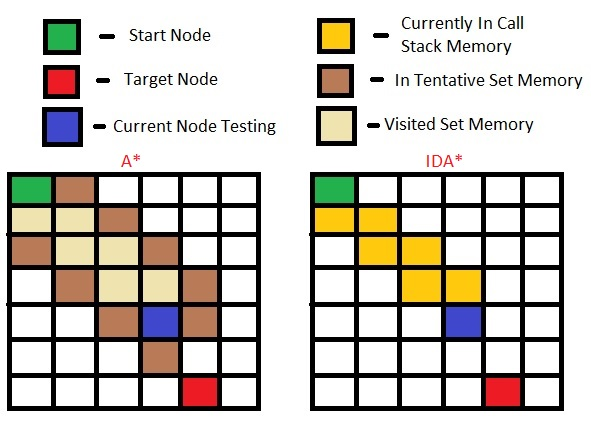 Start Node
Target Node
Current Node Testing
Currently In Call
Stack Memory
In Tentative Set Memory
Visited Set Memory
A*
IDA*